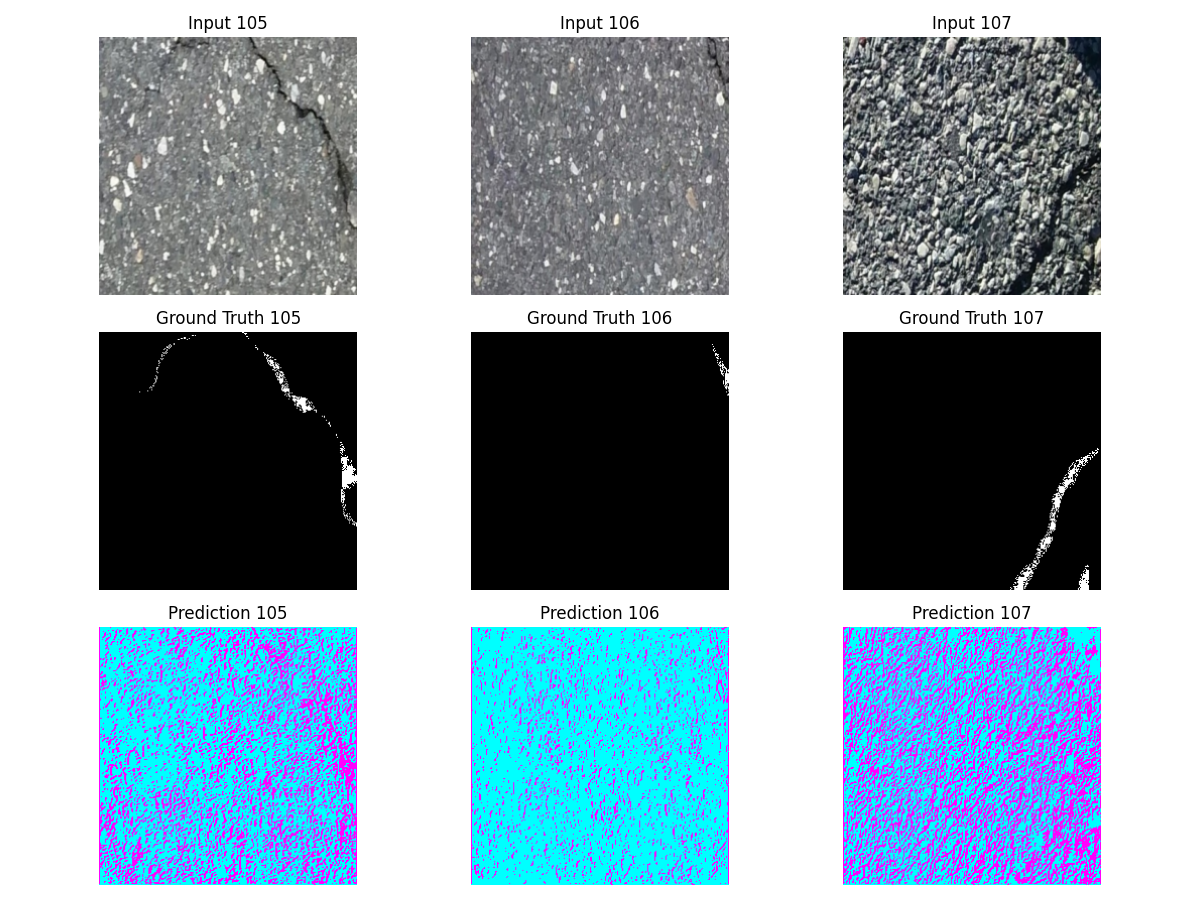 Input 105
Input 106
Input 107
Ground Truth 105
Ground Truth 106
Ground Truth 107
Prediction 105
Prediction 106
Prediction 107